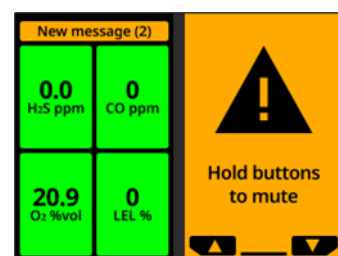 New message (2)
0.0
H2S ppm
0
CO ppm
20.9
O2 %vol
0
LEL %
!
Hold buttons
to mute